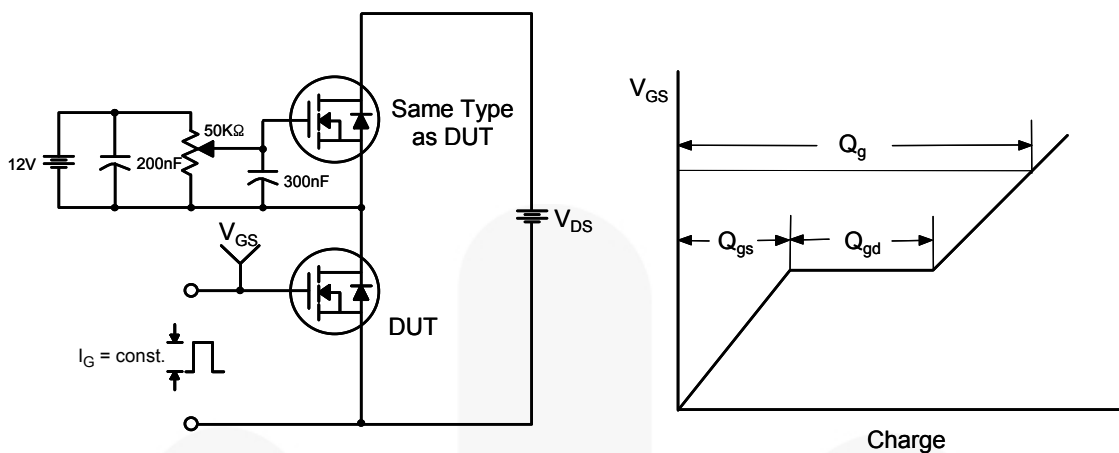 12V
200nF
50KΩ
300nF
Same Type
as DUT
V_DS
V_GS
DUT
I_G = const.
V_GS
Q_g
Q_gs
Q_gd
Charge